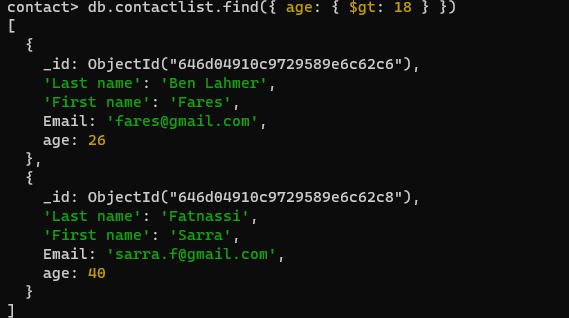 contact> db.contactlist.find({ age: { $gt: 18 } })
[
  {
    _id: ObjectId("646d04910c9729589e6c62c6"),
    'Last name': 'Ben Lahmer',
    'First name': 'Fares',
    Email: 'fares@gmail.com',
    age: 26
  },
  {
    _id: ObjectId("646d04910c9729589e6c62c8"),
    'Last name': 'Fatnassi',
    'First name': 'Sarra',
    Email: 'sarra.f@gmail.com',
    age: 40
  }
]